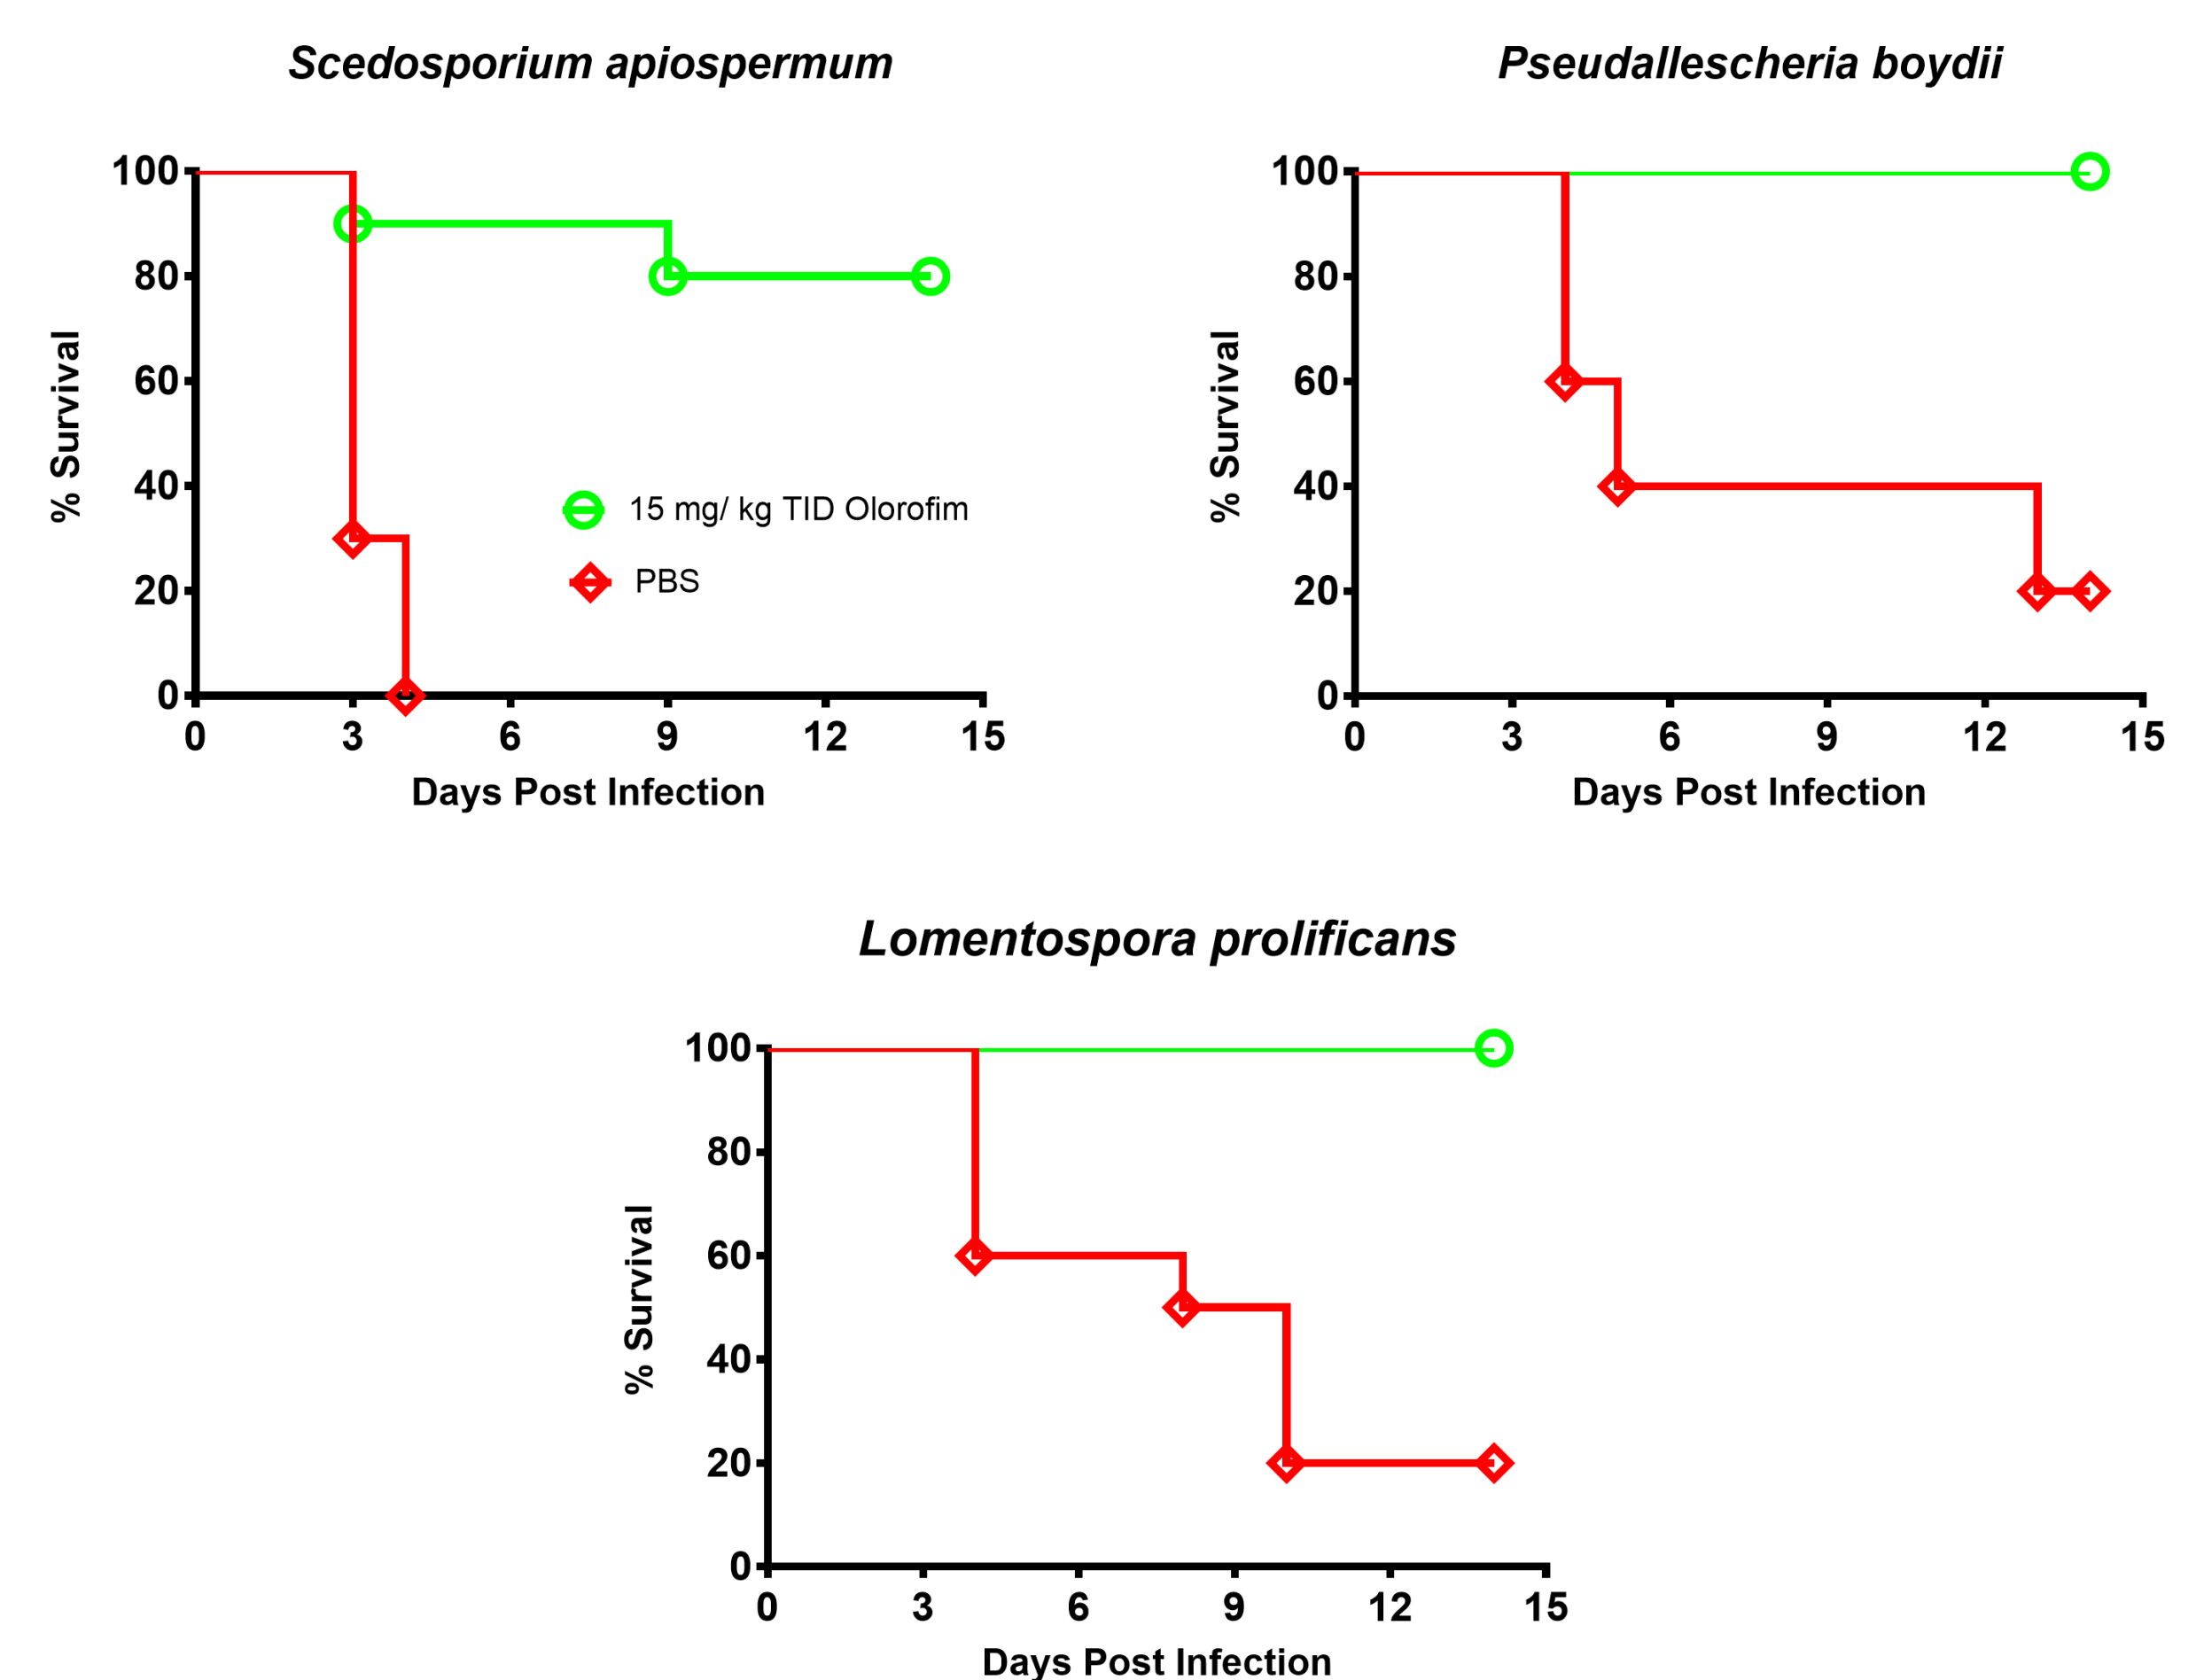 Scedosporium apiospermum
100
80
60
40
20
0
% Survival
15 mg/ kg TID Olorofim
PBS
0 3 6 9 12 15
Days Post Infection
Pseudallescheria boydii
100
80
60
40
20
0
% Survival
0 3 6 9 12 15
Days Post Infection
Lomentospora prolificans
100
80
60
40
20
0
% Survival
0 3 6 9 12 15
Days Post Infection